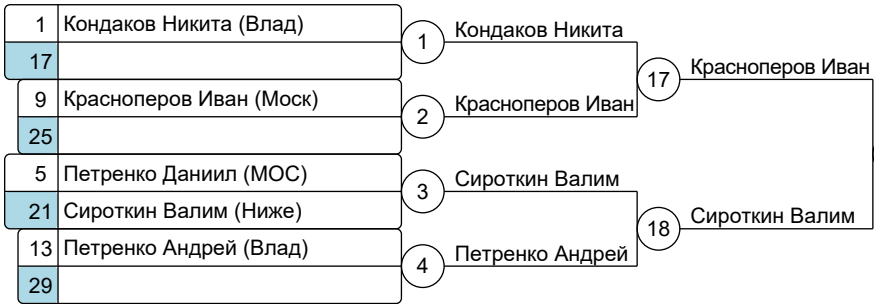 1 Кондаков Никита (Влад)
17
9 Красноперов Иван (Моск)
25
5 Петренко Даниил (МОС)
21 Сироткин Валим (Ниже)
13 Петренко Андрей (Влад)
29
1 Кондаков Никита
2 Красноперов Иван
3 Сироткин Валим
4 Петренко Андрей
17 Красноперов Иван
18 Сироткин Валим